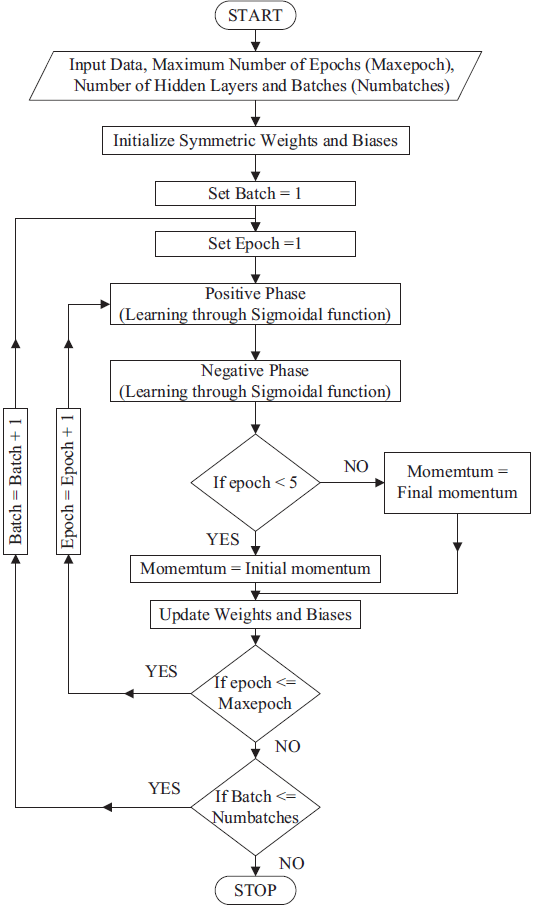 START
Input Data, Maximum Number of Epochs (Maxepoch),
Number of Hidden Layers and Batches (Numbatches)
Initialize Symmetric Weights and Biases
Set Batch = 1
Set Epoch =1
Positive Phase
(Learning through Sigmoidal function)
Negative Phase
(Learning through Sigmoidal function)
Batch = Batch + 1
Epoch = Epoch + 1
If epoch < 5
NO
Momemtum =
Final momentum
YES
Momemtum = Initial momentum
Update Weights and Biases
YES
If epoch <=
Maxepoch
NO
YES
If Batch <=
Numbatches
NO
STOP